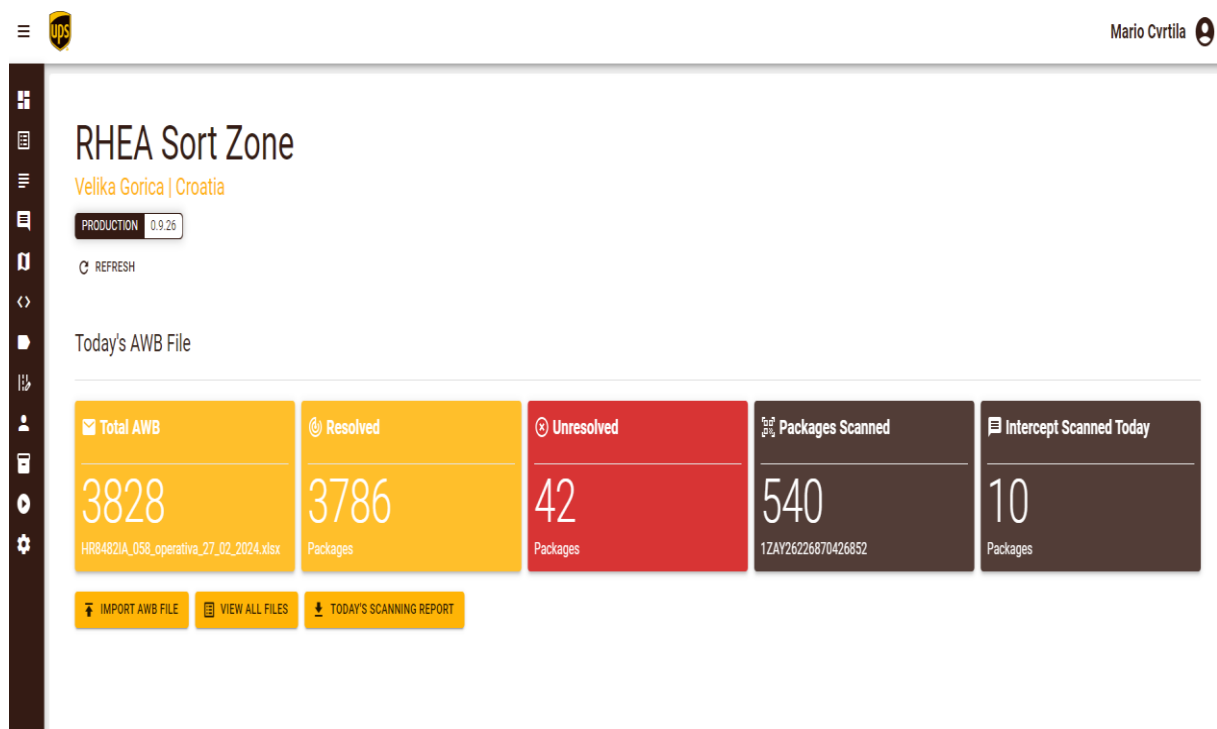 ups
Mario Cvrtila
RHEA Sort Zone
Velika Gorica | Croatia
PRODUCTION 0.9.26
REFRESH
Today's AWB File
Total AWB
3828
HR8482IA_058_operativa_27_02_2024.xlsx
Resolved
3786
Packages
Unresolved
42
Packages
Packages Scanned
540
1ZAY26226870426852
Intercept Scanned Today
10
Packages
IMPORT AWB FILE
VIEW ALL FILES
TODAY'S SCANNING REPORT